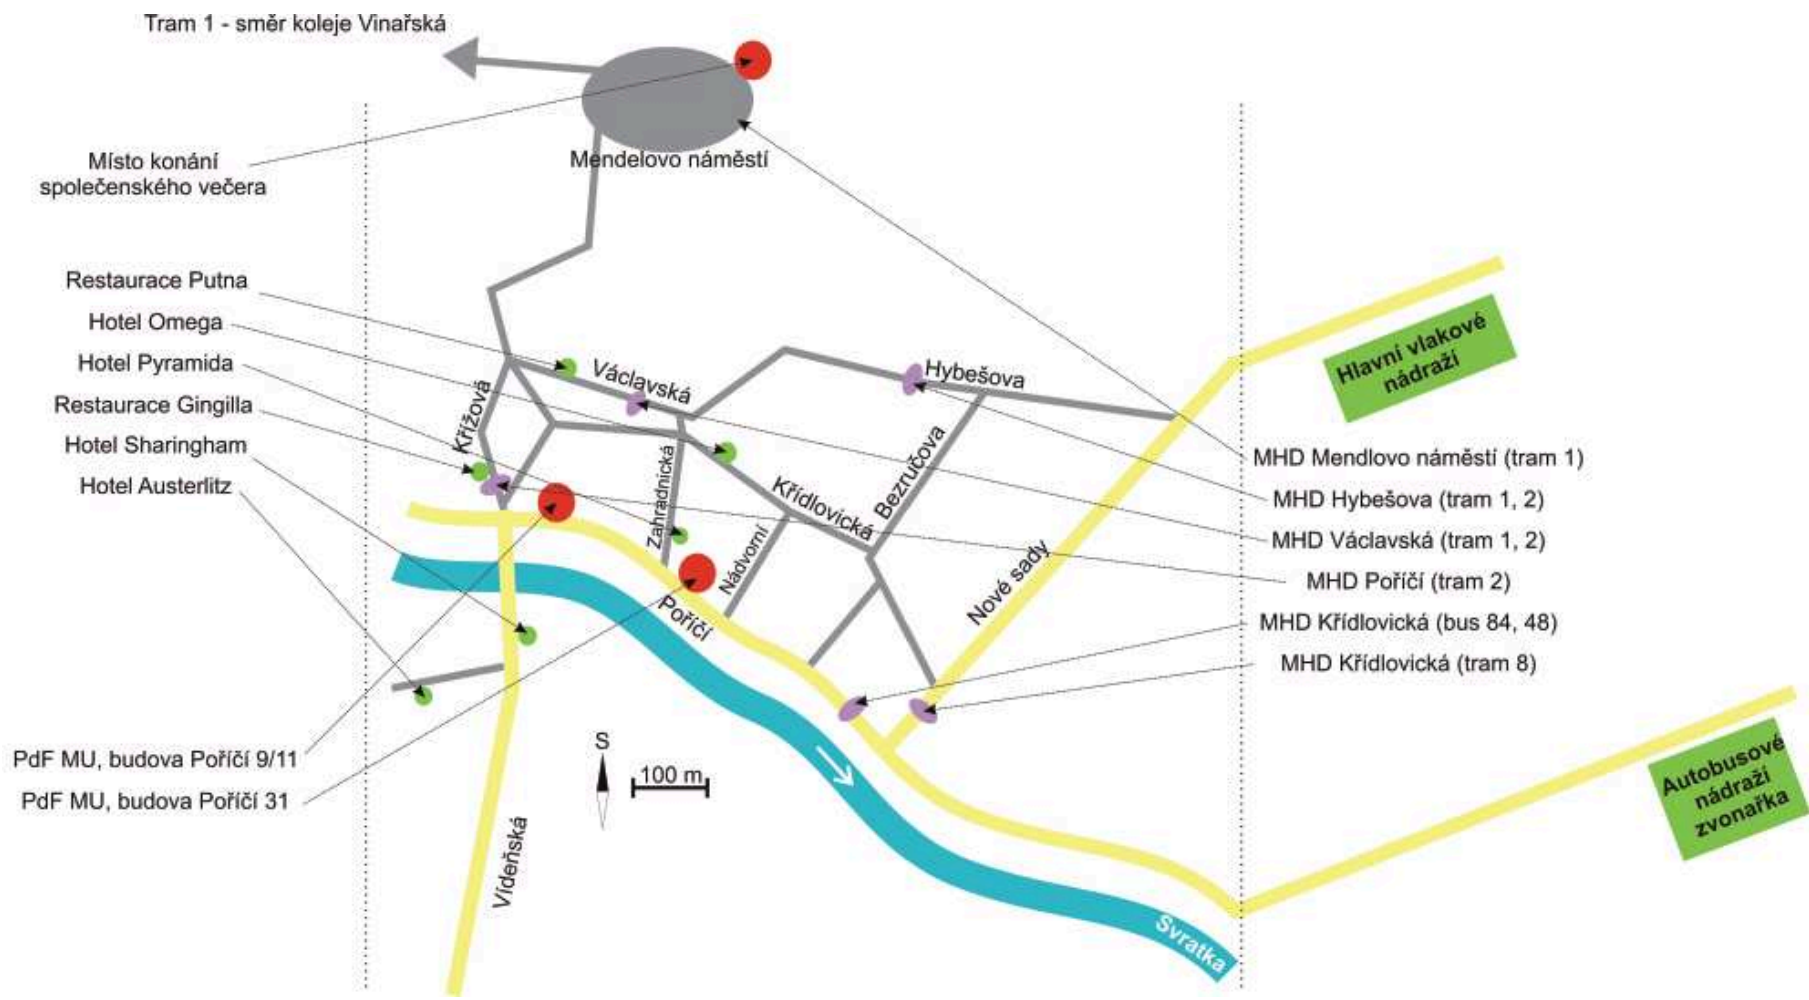 Tram 1 - směr koleje Vinařská
Místo konání
společenského večera
Mendelovo náměstí
Restaurace Putna
Hotel Omega
Hotel Pyramida
Restaurace Gingilla
Hotel Sharingham
Hotel Austerlitz
Křížová
Václavská
Hybešova
Zahradnická
Křídlovická
Bezručova
Nádvorní
Poříčí
Nové sady
Hlavní vlakové
nádraží
MHD Mendlovo náměstí (tram 1)
MHD Hybešova (tram 1, 2)
MHD Václavská (tram 1, 2)
MHD Poříčí (tram 2)
MHD Křídlovická (bus 84, 48)
MHD Křídlovická (tram 8)
PdF MU, budova Poříčí 9/11
PdF MU, budova Poříčí 31
S
100 m
Vídeňská
Autobusové
nádraží
zvonařka
Svratka